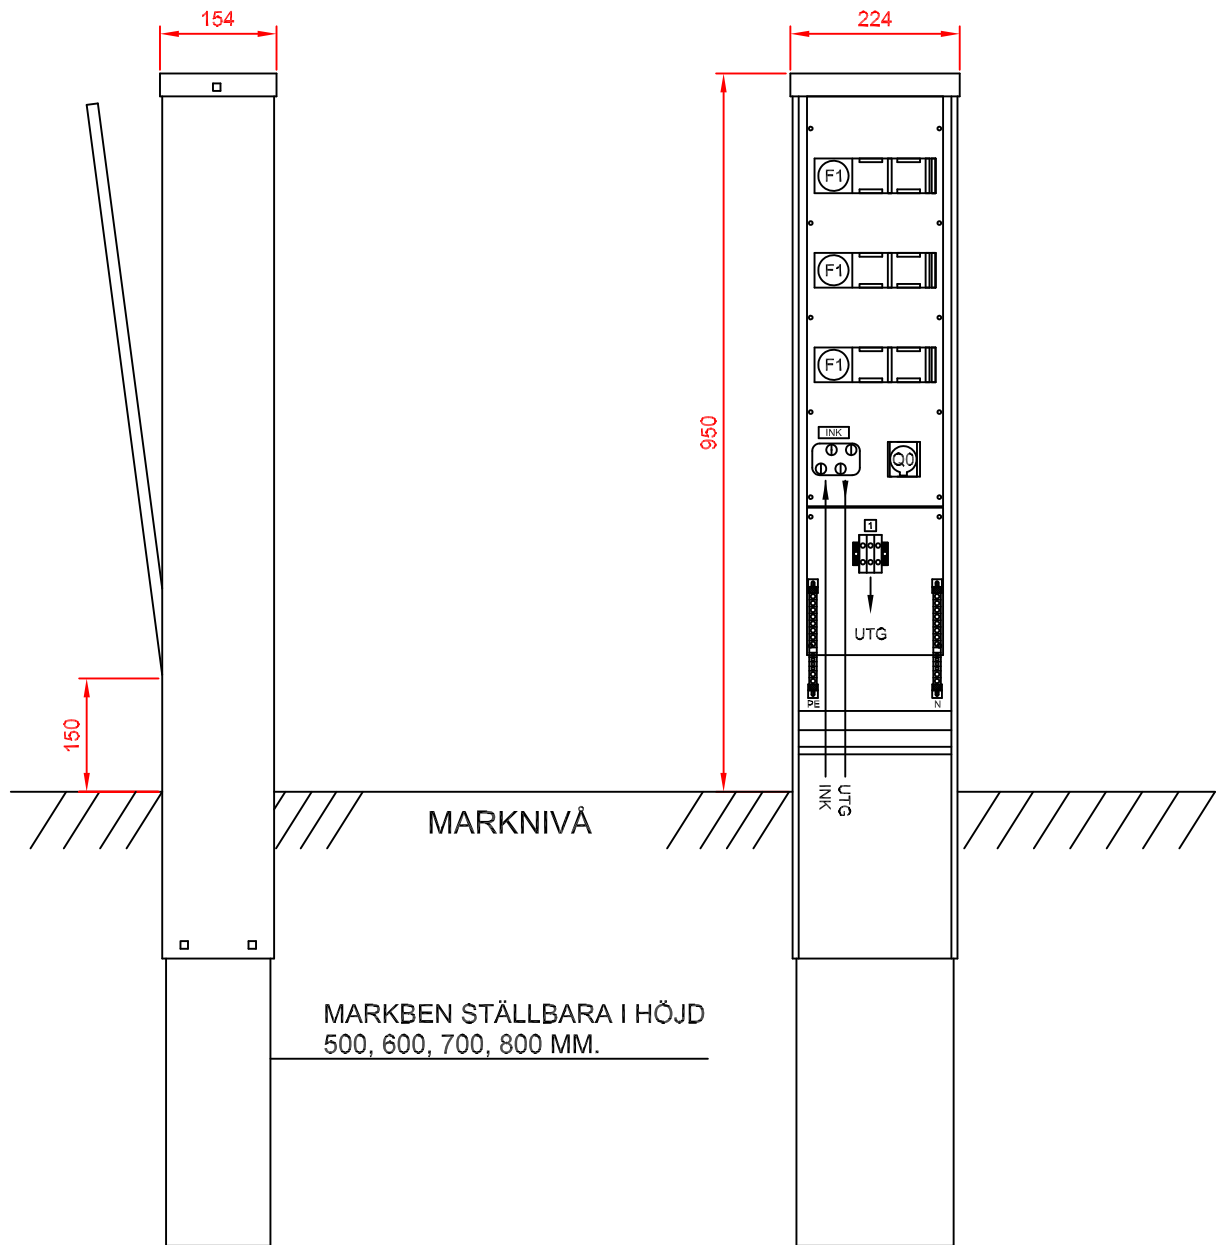 154
224
F1
F1
950
F1
INK
Q0
1
UTG
150
PE
N
INK
UTG
MARKNIVÅ
MARKBEN STÄLLBARA I HÖJD
500, 600, 700, 800 MM.